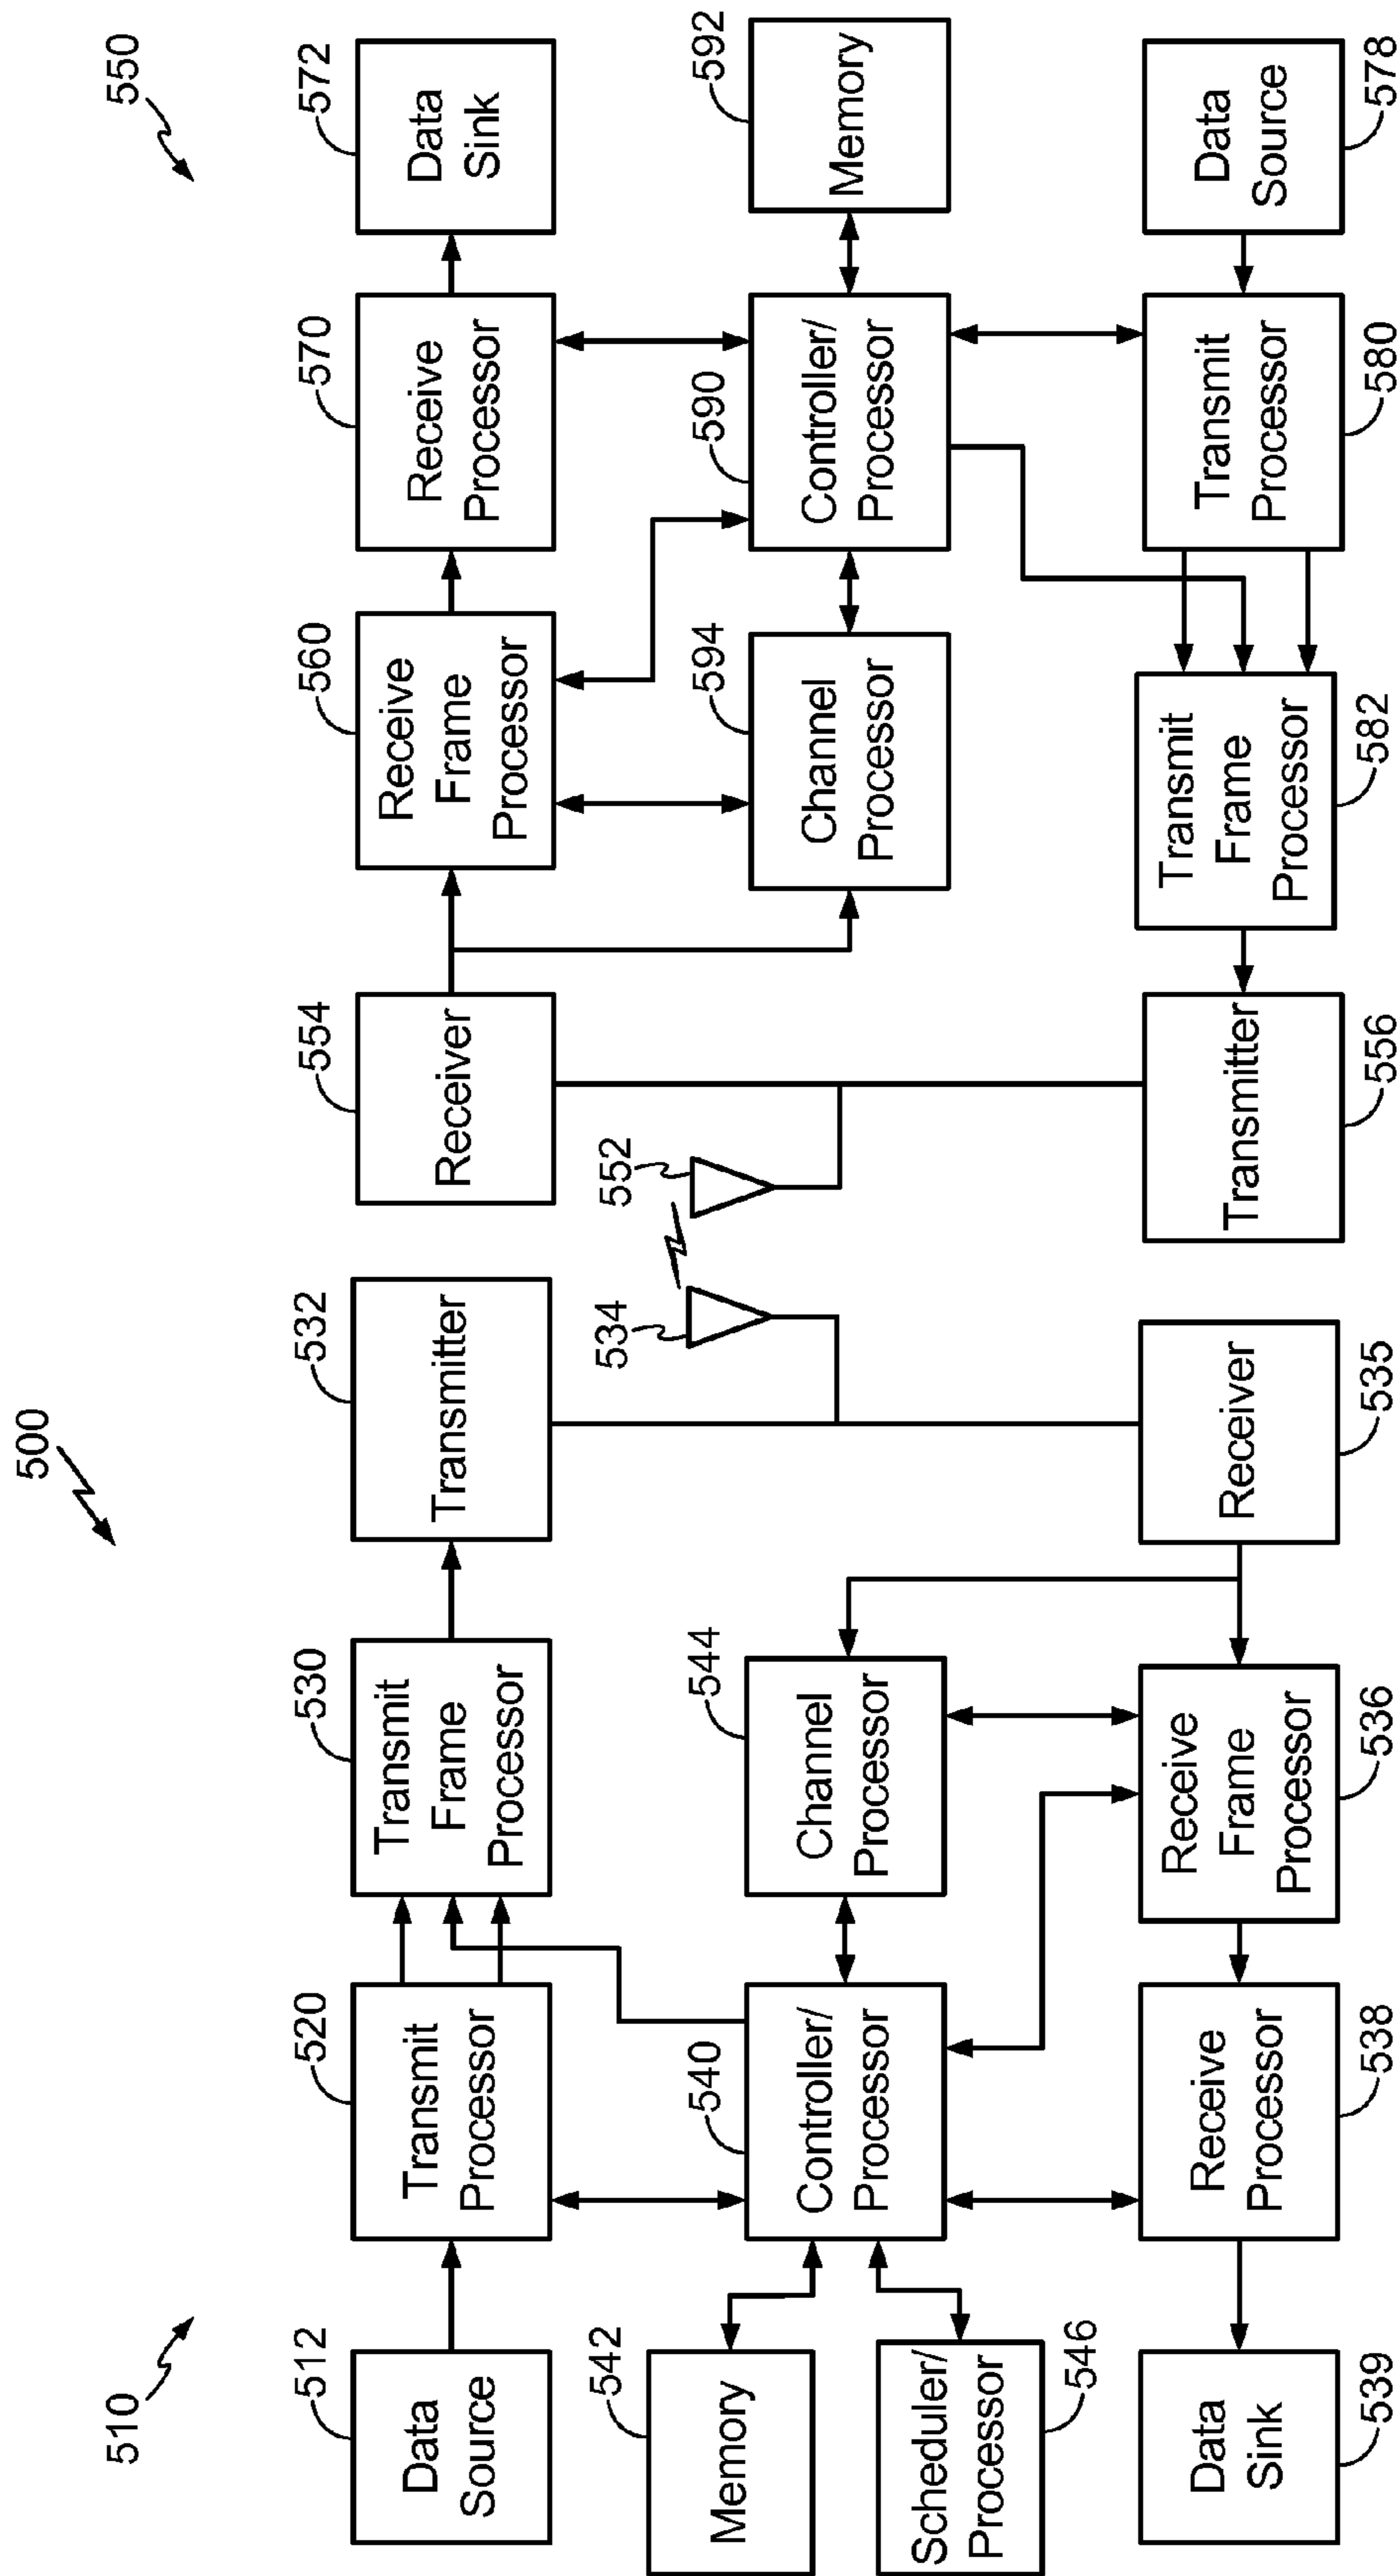 500
510
550
512
Data
Source
520
Transmit
Processor
530
Transmit
Frame
Processor
532
Transmitter
554
Receiver
560
Receive
Frame
Processor
570
Receive
Processor
572
Data
Sink
542
Memory
540
Controller/
Processor
544
Channel
Processor
534
552
594
Channel
Processor
590
Controller/
Processor
592
Memory
Scheduler/
Processor
546
Data
Sink
539
Receive
Processor
538
Receive
Frame
Processor
536
Receiver
535
Transmitter
556
Transmit
Frame
Processor
582
Transmit
Processor
580
Data
Source
578